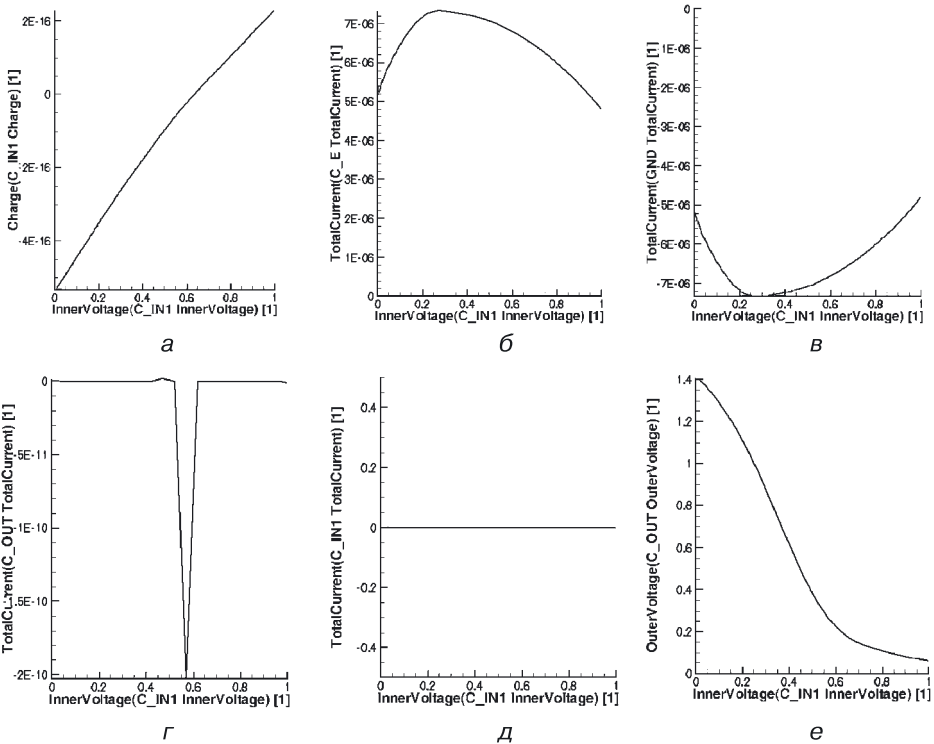 Charge(C_IN1 Charge) [1]
2E-16
0
-2E-16
-4E-16
0 0.2 0.4 0.6 0.8 1
InnerVoltage(C_IN1 InnerVoltage) [1]
а
TotalCurrent(C_E TotalCurrent) [1]
7E-06
6E-06
5E-06
4E-06
3E-06
2E-06
1E-06
0
0 0.2 0.4 0.6 0.8 1
InnerVoltage(C_IN1 InnerVoltage) [1]
б
TotalCurrent(GND TotalCurrent) [1]
0
-1E-06
-2E-06
-3E-06
-4E-06
-5E-06
-6E-06
-7E-06
0 0.2 0.4 0.6 0.8 1
InnerVoltage(C_IN1 InnerVoltage) [1]
в
TotalCurrent(C_OUT TotalCurrent) [1]
0
-5E-11
-1E-10
-1.5E-10
-2E-10
0 0.2 0.4 0.6 0.8 1
InnerVoltage(C_IN1 InnerVoltage) [1]
г
TotalCurrent(C_IN1 TotalCurrent) [1]
0.4
0.2
0
-0.2
-0.4
0 0.2 0.4 0.6 0.8 1
InnerVoltage(C_IN1 InnerVoltage) [1]
д
OuterVoltage(C_OUT OuterVoltage) [1]
1.4
1.2
1
0.8
0.6
0.4
0.2
0
0 0.2 0.4 0.6 0.8 1
InnerVoltage(C_IN1 InnerVoltage) [1]
е